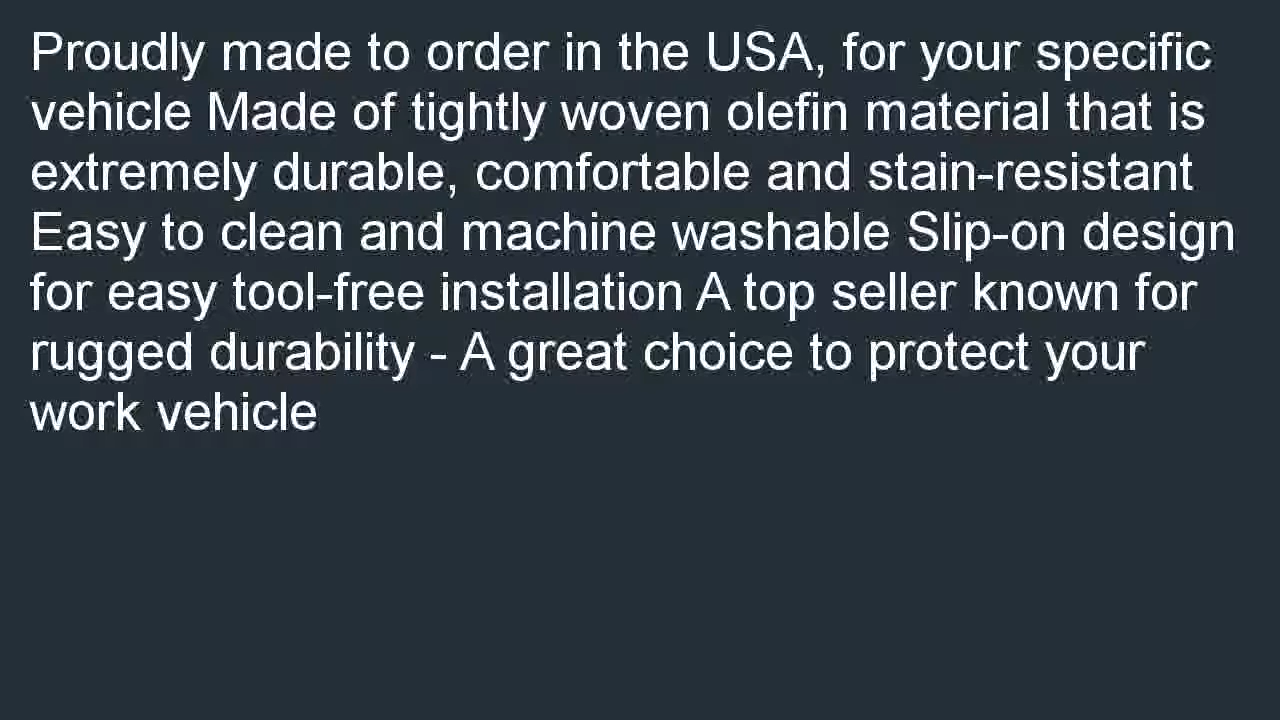 Proudly made to order in the USA, for your specific
vehicle Made of tightly woven olefin material that is
extremely durable, comfortable and stain-resistant
Easy to clean and machine washable Slip-on design
for easy tool-free installation A top seller known for
rugged durability - A great choice to protect your
work vehicle